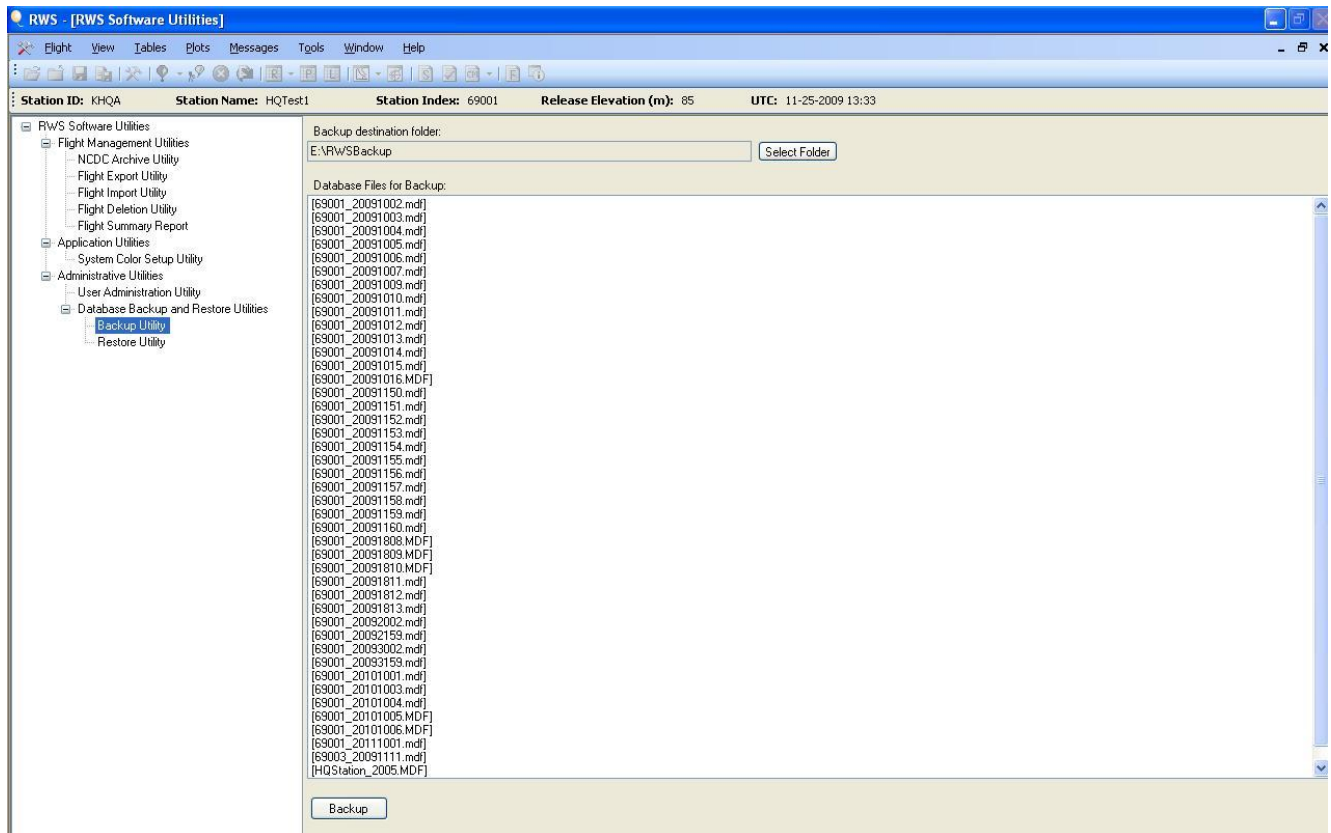 RWS - [RWS Software Utilities]
Flight View Tables Plots Messages Tools Window Help
Station ID: KHQA Station Name: HQTest1 Station Index: 69001 Release Elevation (m): 85 UTC: 11-25-2009 13:33
RWS Software Utilities
Flight Management Utilities
NCDC Archive Utility
Flight Export Utility
Flight Import Utility
Flight Deletion Utility
Flight Summary Report
Application Utilities
System Color Setup Utility
Administrative Utilities
User Administration Utility
Database Backup and Restore Utilities
Backup Utility
Restore Utility
Backup destination folder:
E:\RWSBackup
Select Folder
Database Files for Backup:
[69001_20091002.mdf]
[69001_20091003.mdf]
[69001_20091004.mdf]
[69001_20091005.mdf]
[69001_20091006.mdf]
[69001_20091007.mdf]
[69001_20091009.mdf]
[69001_20091010.mdf]
[69001_20091011.mdf]
[69001_20091012.mdf]
[69001_20091013.mdf]
[69001_20091014.mdf]
[69001_20091015.mdf]
[69001_20091016.MDF]
[69001_20091150.mdf]
[69001_20091151.mdf]
[69001_20091152.mdf]
[69001_20091153.mdf]
[69001_20091154.mdf]
[69001_20091155.mdf]
[69001_20091156.mdf]
[69001_20091157.mdf]
[69001_20091158.mdf]
[69001_20091159.mdf]
[69001_20091160.mdf]
[69001_20091808.MDF]
[69001_20091809.MDF]
[69001_20091810.MDF]
[69001_20091811.mdf]
[69001_20091812.mdf]
[69001_20091813.mdf]
[69001_20092002.mdf]
[69001_20092159.mdf]
[69001_20093002.mdf]
[69001_20093159.mdf]
[69001_20101001.mdf]
[69001_20101003.mdf]
[69001_20101004.mdf]
[69001_20101005.MDF]
[69001_20101006.MDF]
[69001_20111001.mdf]
[69003_20091111.mdf]
[HQStation_2005.MDF]
Backup